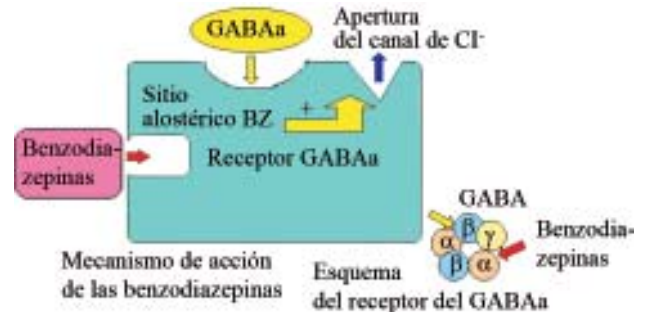 GABAa
Apertura
del canal de Cl-
Sitio
alostérico BZ
+
Benzodia-
zepinas
Receptor GABAa
GABA
β
α
γ
β
α
Benzodia-
zepinas
Mecanismo de acción
de las benzodiazepinas
Esquema
del receptor del GABAa